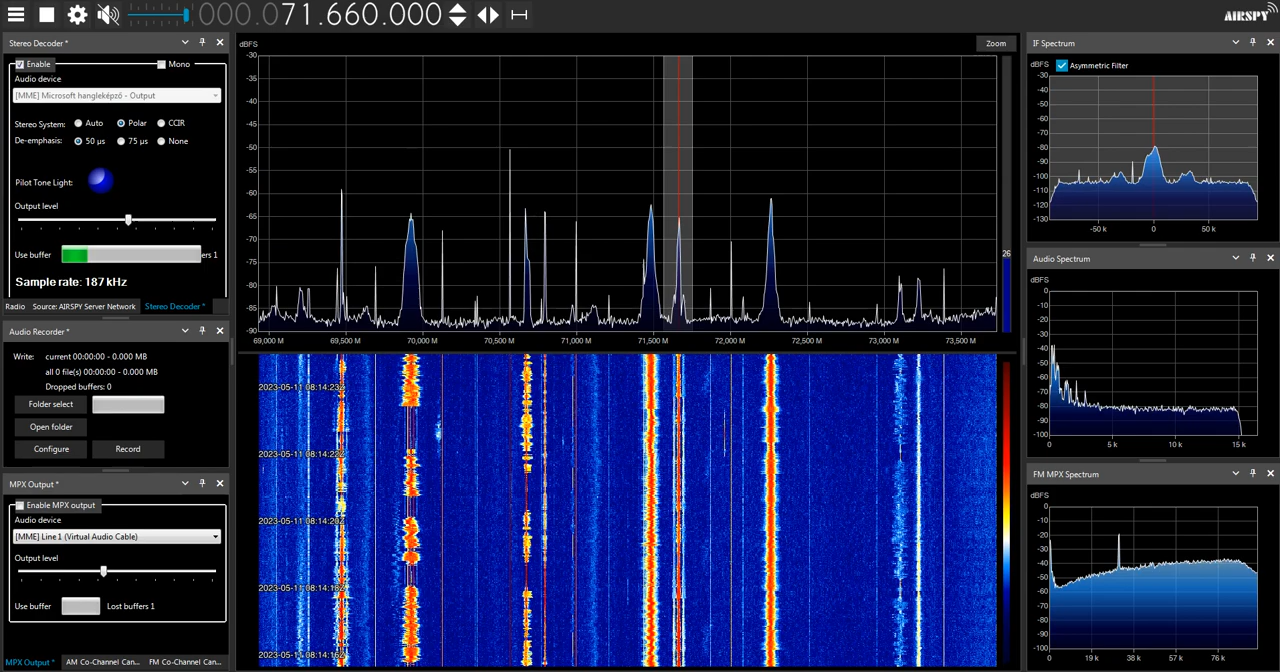 000.071.660.000
AIRSPY
Stereo Decoder *
Enable
Mono
Audio device
[MME] Microsoft hangleképző - Output
Stereo System:
Auto
Polar
CCIR
De-emphasis:
50 µs
75 µs
None
Pilot Tone Light:
Output level
Use buffer
ers 1
Sample rate: 187 kHz
Radio
Source: AIRSPY Server Network
Stereo Decoder *
Audio Recorder *
Write:
current 00:00:00 - 0.000 MB
all 0 file(s) 00:00:00 - 0.000 MB
Dropped buffers: 0
Folder select
Open folder
Configure
Record
MPX Output *
Enable MPX output
Audio device
[MME] Line 1 (Virtual Audio Cable)
Output level
Use buffer
Lost buffers 1
MPX Output *
AM Co-Channel Can...
FM Co-Channel Can...
dBFS
Zoom
-30
-35
-40
-45
-50
-55
-60
-65
-70
-75
-80
-85
-90
26
69,000 M
69,500 M
70,000 M
70,500 M
71,000 M
71,500 M
72,000 M
72,500 M
73,000 M
73,500 M
2023-05-11 08:14:23Z
2023-05-11 08:14:22Z
2023-05-11 08:14:20Z
2023-05-11 08:14:16Z
IF Spectrum
dBFS
Asymmetric Filter
-30
-40
-50
-60
-70
-80
-90
-100
-110
-120
-130
-50 k
0
50 k
Audio Spectrum
dBFS
0
-10
-20
-30
-40
-50
-60
-70
-80
-90
-100
0
5 k
10 k
15 k
FM MPX Spectrum
dBFS
0
-10
-20
-30
-40
-50
-60
-70
-80
-90
-100
0
19 k
38 k
57 k
76 k